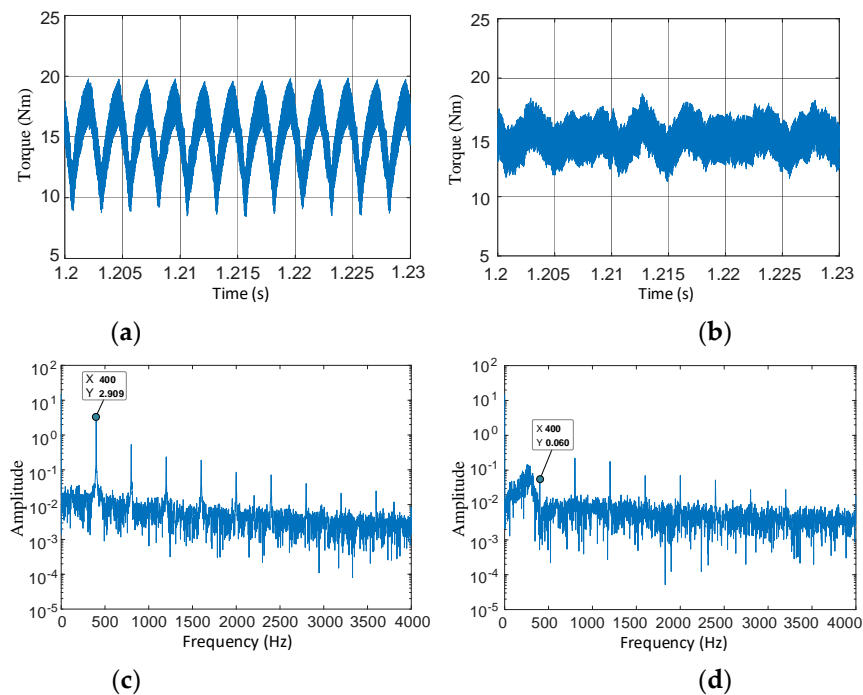 25
20
15
10
5
Torque (Nm)
1.2 1.205 1.21 1.215 1.22 1.225 1.23
Time (s)
(a)
25
20
15
10
5
Torque (Nm)
1.2 1.205 1.21 1.215 1.22 1.225 1.23
Time (s)
(b)
10^2
10^1
10^0
10^-1
10^-2
10^-3
10^-4
10^-5
Amplitude
X 400
Y 2.909
0 500 1000 1500 2000 2500 3000 3500 4000
Frequency (Hz)
(c)
10^2
10^1
10^0
10^-1
10^-2
10^-3
10^-4
10^-5
Amplitude
X 400
Y 0.060
0 500 1000 1500 2000 2500 3000 3500 4000
Frequency (Hz)
(d)